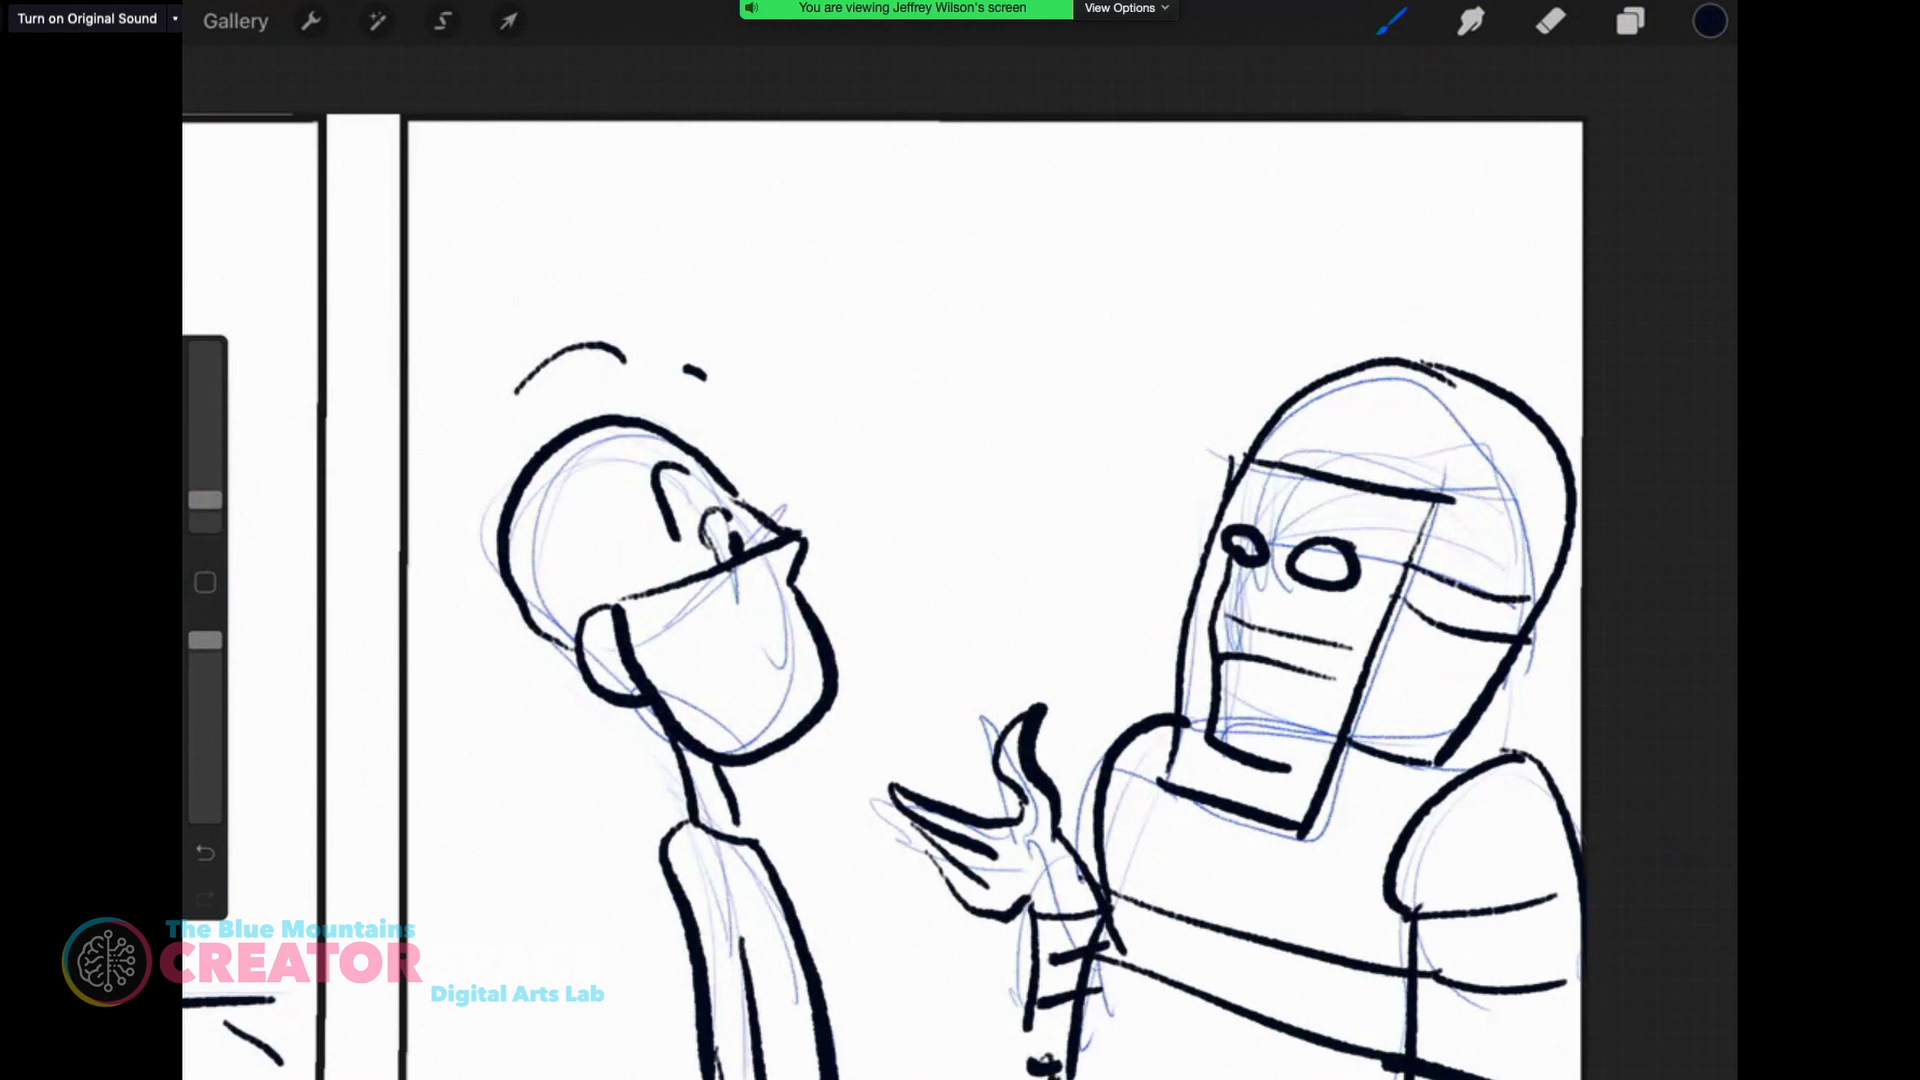 Turn on Original Sound
Gallery
You are viewing Jeffrey Wilson's screen
View Options
The Blue Mountains
CREATOR
Digital Arts Lab